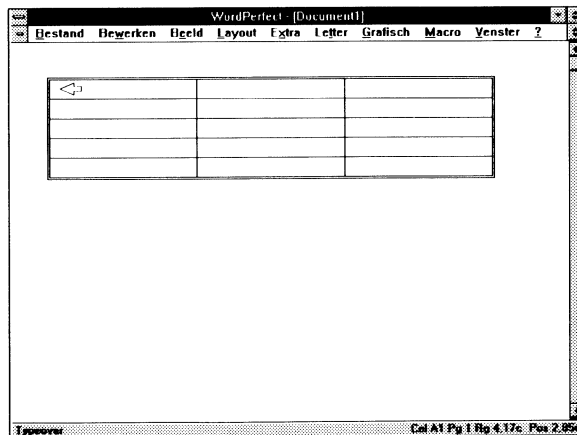 WordPerfect - [Document1]
Bestand Bewerken Beeld Layout Extra Letter Grafisch Macro Venster ?
Typeover Cel A1 Pg 1 Rg 4.17c Pos 2.85c